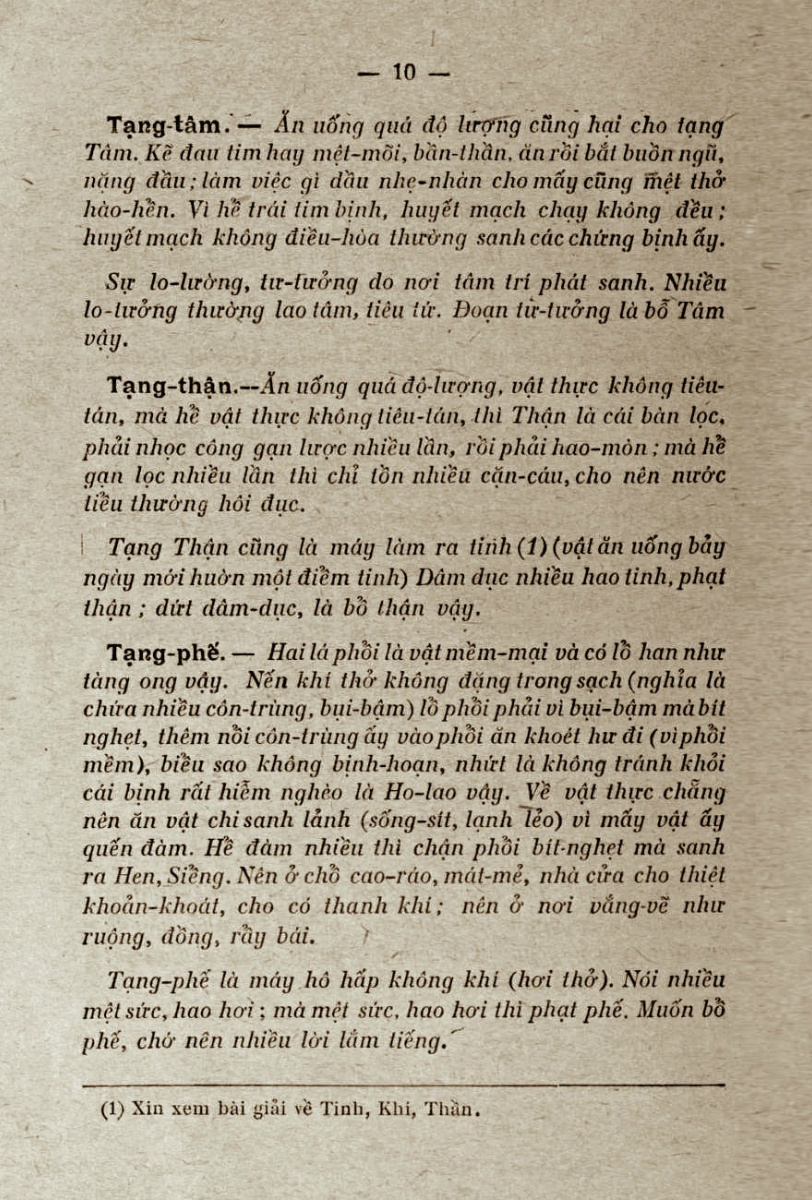 — 10 —
Tạng-tâm. — Ăn uống quá độ lượng cũng hại cho tạng
Tâm. Kẽ đau tim hay mệt-mõi, bần-thần, ăn rồi bắt buồn ngũ,
nặng đầu; làm việc gì dầu nhẹ-nhàn cho mấy cũng mệt thở
hào-hển. Vì hễ trái tim bịnh, huyết mạch chạy không đều;
huyết mạch không điều-hòa thường sanh các chứng bịnh ấy.
Sự lo-lường, tư-tưởng do nơi tâm trí phát sanh. Nhiều
lo-tưởng thường lao tâm, tiêu tứ. Đoạn từ-tưởng là bổ Tâm
vậy.
Tạng-thận.—Ăn uống quá độ-lượng, vật thực không tiêu-
tán, mà hễ vật thực không tiêu-tán, thì Thận là cái bàn lọc,
phải nhọc công gạn lược nhiều lần, rồi phải hao-mòn; mà hễ
gạn lọc nhiều lần thì chỉ tồn nhiều cặn-cáu, cho nên nước
tiểu thường hôi đục.
Tạng Thận cũng là máy làm ra tinh (1) (vật ăn uống bảy
ngày mới huờn một điểm tinh) Dâm dục nhiều hao tinh, phạt
thận; dứt dâm-dục, là bổ thận vậy.
Tạng-phế. — Hai lá phổi là vật mềm-mại và có lỗ han như
tàng ong vậy. Nến khí thở không đặng trong sạch (nghỉa là
chứa nhiều côn-trùng, bụi-bậm) lỗ phổi phải vì bụi-bậm mà bít
nghẹt, thêm nỗi côn-trùng ấy vào phổi ăn khoét hư đi (vì phổi
mềm), biểu sao không bịnh-hoạn, nhứt là không tránh khỏi
cái bịnh rất hiễm nghèo là Ho-lao vậy. Về vật thực chẵng
nên ăn vật chi sanh lảnh (sống-sít, lạnh lẻo) vì mấy vật ấy
quến đàm. Hễ đàm nhiều thì chận phổi bít-nghẹt mà sanh
ra Hen, Siễng. Nên ở chỗ cao-ráo, mát-mẻ, nhà cửa cho thiệt
khoản-khoát, cho có thanh khí; nên ở nơi vắng-vẽ như
ruộng, đồng, rẫy bái.
Tạng-phế là máy hô hấp không khí (hơi thở). Nói nhiều
mệt sức, hao hơi; mà mệt sức, hao hơi thì phạt phế. Muốn bổ
phế, chớ nên nhiều lời lắm tiếng.
(1) Xin xem bài giải về Tinh, Khí, Thần.